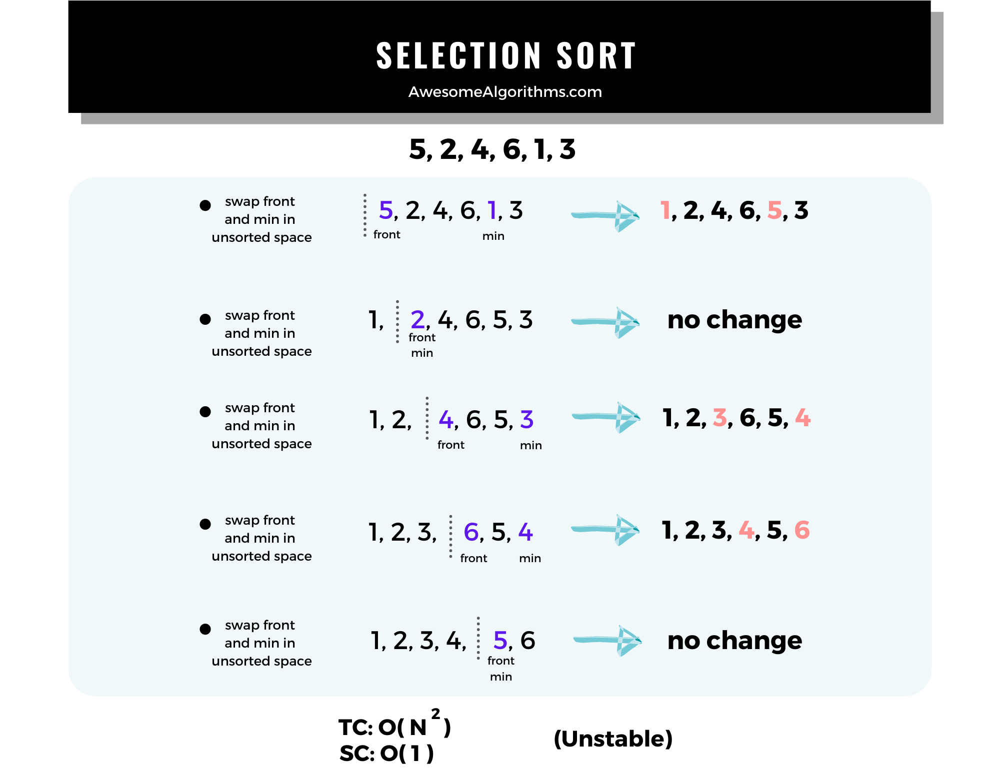 SELECTION SORT
AwesomeAlgorithms.com
5, 2, 4, 6, 1, 3
swap front
and min in
unsorted space
5, 2, 4, 6, 1, 3
front
min
1, 2, 4, 6, 5, 3
swap front
and min in
unsorted space
1, 2, 4, 6, 5, 3
front
min
no change
swap front
and min in
unsorted space
1, 2, 4, 6, 5, 3
front
min
1, 2, 3, 6, 5, 4
swap front
and min in
unsorted space
1, 2, 3, 6, 5, 4
front
min
1, 2, 3, 4, 5, 6
swap front
and min in
unsorted space
1, 2, 3, 4, 5, 6
front
min
no change
TC: O( N² )
SC: O( 1 )
(Unstable)